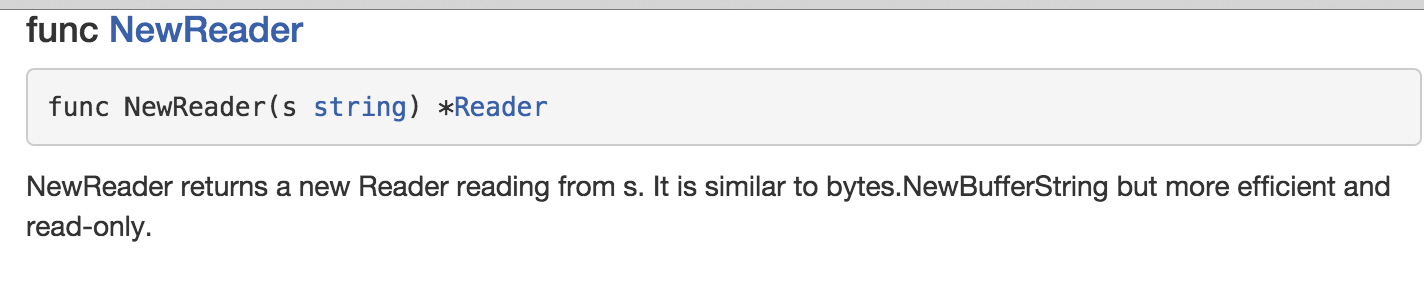 func NewReader
func NewReader(s string) *Reader
NewReader returns a new Reader reading from s. It is similar to bytes.NewBufferString but more efficient and
read-only.